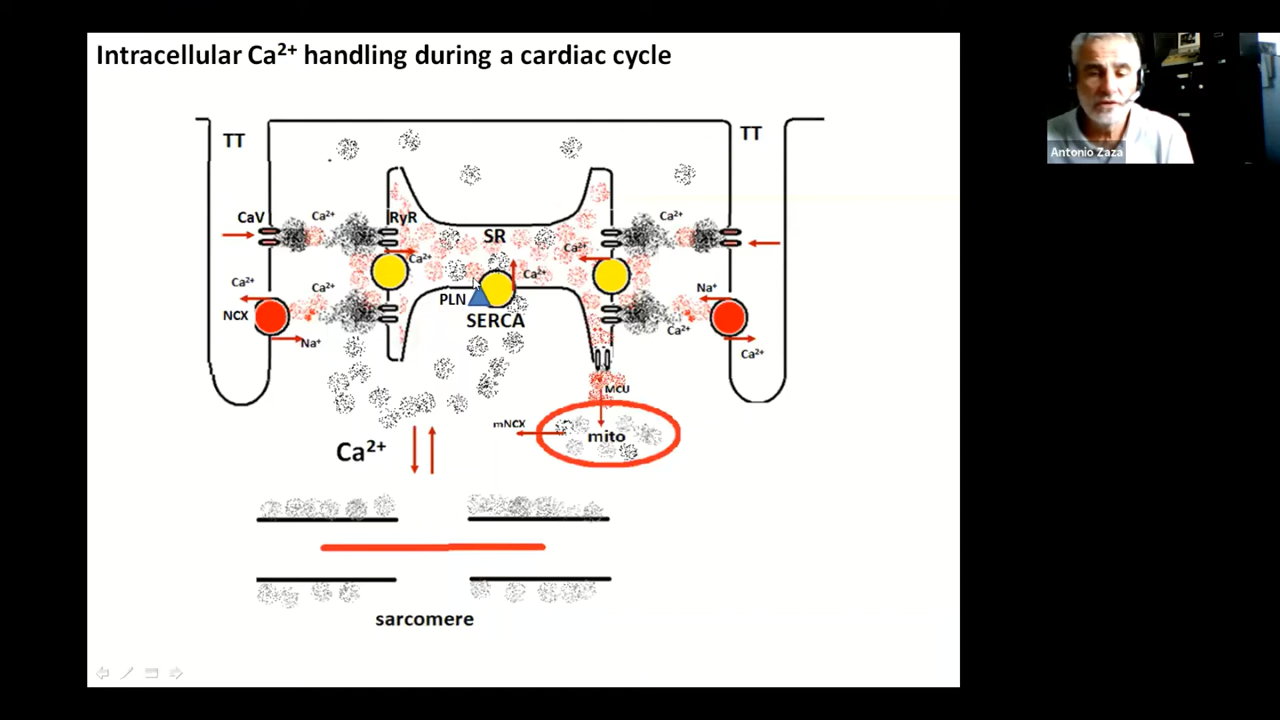 Intracellular Ca²⁺ handling during a cardiac cycle
Antonio Zaza
TT
TT
CaV
Ca²⁺
RyR
Ca²⁺
SR
Ca²⁺
Ca²⁺
Ca²⁺
Ca²⁺
Ca²⁺
Na⁺
PLN
NCX
SERCA
Ca²⁺
Na⁺
Ca²⁺
MCU
mNCX
mito
Ca²⁺
sarcomere